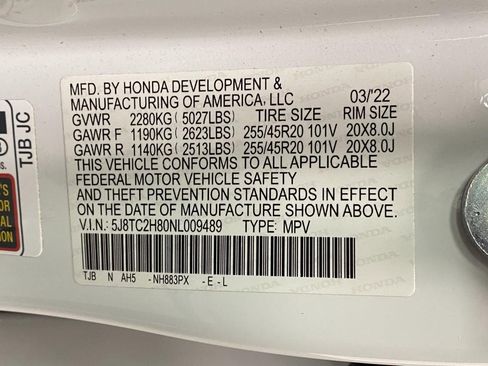 MFD. BY HONDA DEVELOPMENT &
MANUFACTURING OF AMERICA, LLC 03/'22
GVWR 2280KG ( 5027LBS) TIRE SIZE RIM SIZE
GAWR F 1190KG ( 2623LBS) 255/45R20 101V 20X8.0J
GAWR R 1140KG ( 2513LBS) 255/45R20 101V 20X8.0J
THIS VEHICLE CONFORMS TO ALL APPLICABLE
FEDERAL MOTOR VEHICLE SAFETY
AND THEFT PREVENTION STANDARDS IN EFFECT
ON THE DATE OF MANUFACTURE SHOWN ABOVE.
V.I.N.: 5J8TC2H80NL009489 TYPE: MPV
TJB N AH5 - NH883PX - E - L
TJB JC